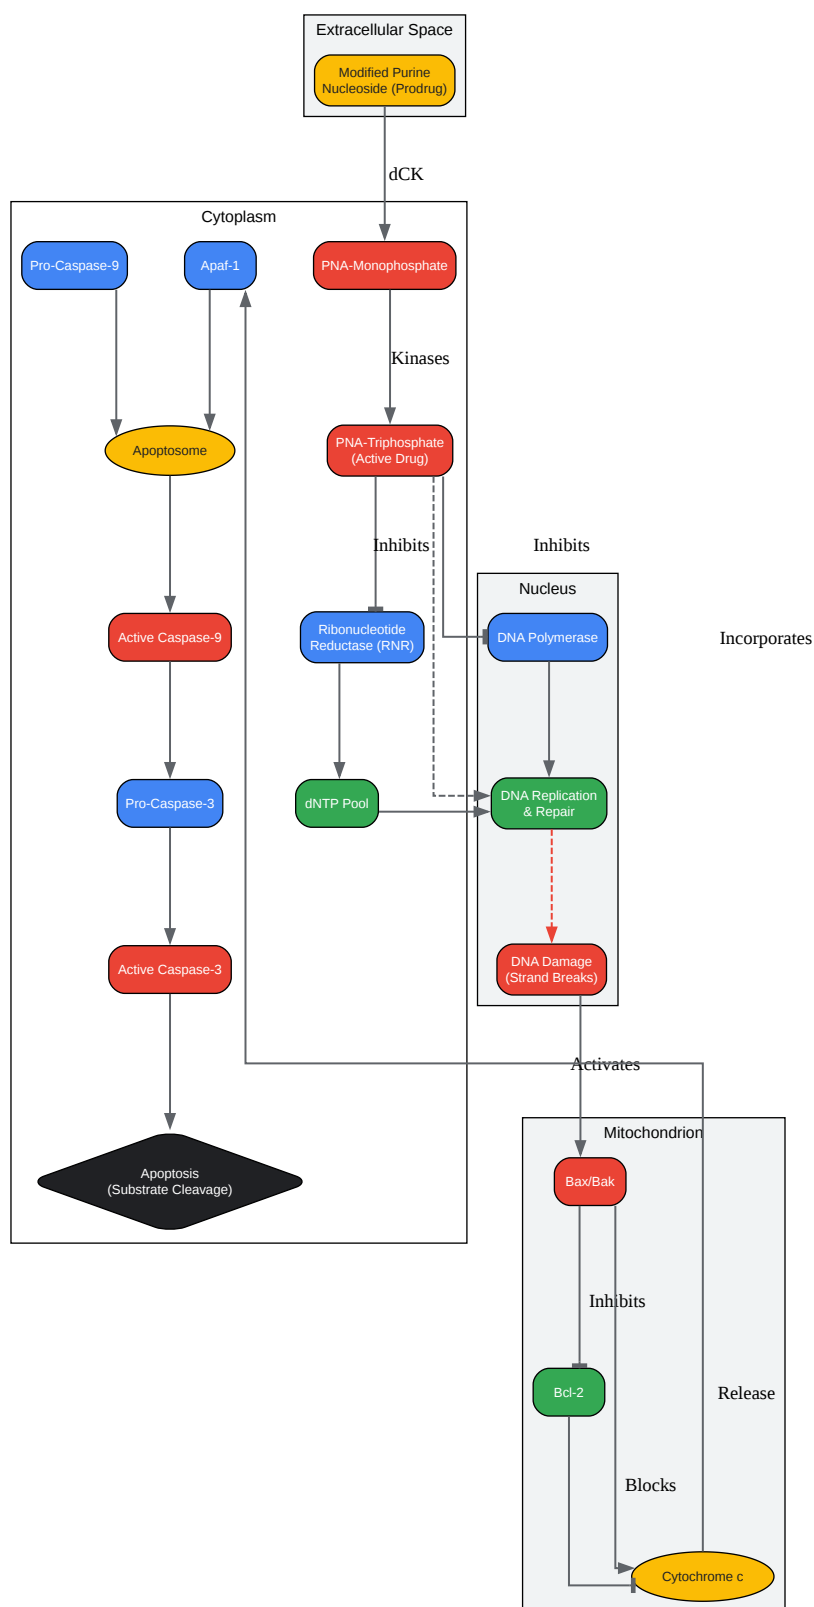 Extracellular Space
Modified Purine
Nucleoside (Prodrug)
dCK
Cytoplasm
Pro-Caspase-9
Apaf-1
PNA-Monophosphate
Kinases
Apoptosome
PNA-Triphosphate
(Active Drug)
Inhibits
Inhibits
Nucleus
Active Caspase-9
Ribonucleotide
Reductase (RNR)
DNA Polymerase
Incorporates
Pro-Caspase-3
dNTP Pool
DNA Replication
& Repair
Active Caspase-3
DNA Damage
(Strand Breaks)
Activates
Mitochondrion
Apoptosis
(Substrate Cleavage)
Bax/Bak
Inhibits
Bcl-2
Release
Blocks
Cytochrome c